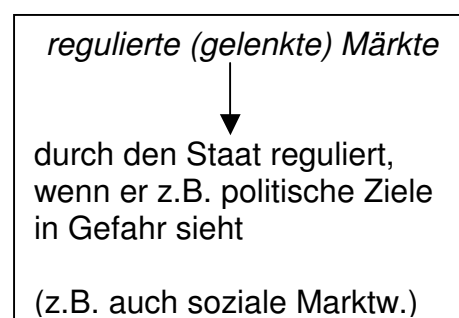 regulierte (gelenkte) Märkte
durch den Staat reguliert,
wenn er z.B. politische Ziele
in Gefahr sieht
(z.B. auch soziale Marktw.)